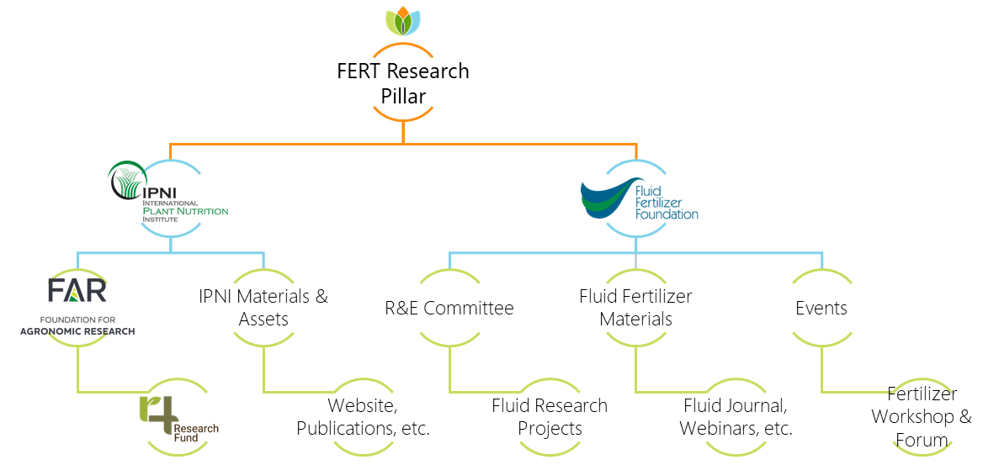 FERT Research
Pillar
IPNI
INTERNATIONAL
PLANT NUTRITION
INSTITUTE
Fluid
Fertilizer
Foundation
FAR
FOUNDATION FOR
AGRONOMIC RESEARCH
IPNI Materials &
Assets
R&E Committee
Fluid Fertilizer
Materials
Events
r4
Research
Fund
Website,
Publications, etc.
Fluid Research
Projects
Fluid Journal,
Webinars, etc.
Fertilizer
Workshop &
Forum